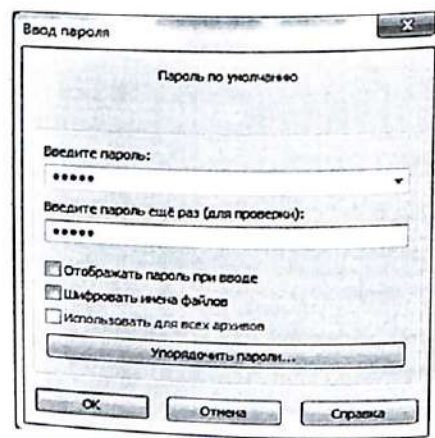 Ввод пароля
Пароль по умолчанию
Введите пароль:
•••••
Введите пароль ещё раз (для проверки):
•••••
Отображать пароль при вводе
Шифровать имена файлов
Использовать для всех архивов
Упорядочить пароли...
ОК Отмена Справка